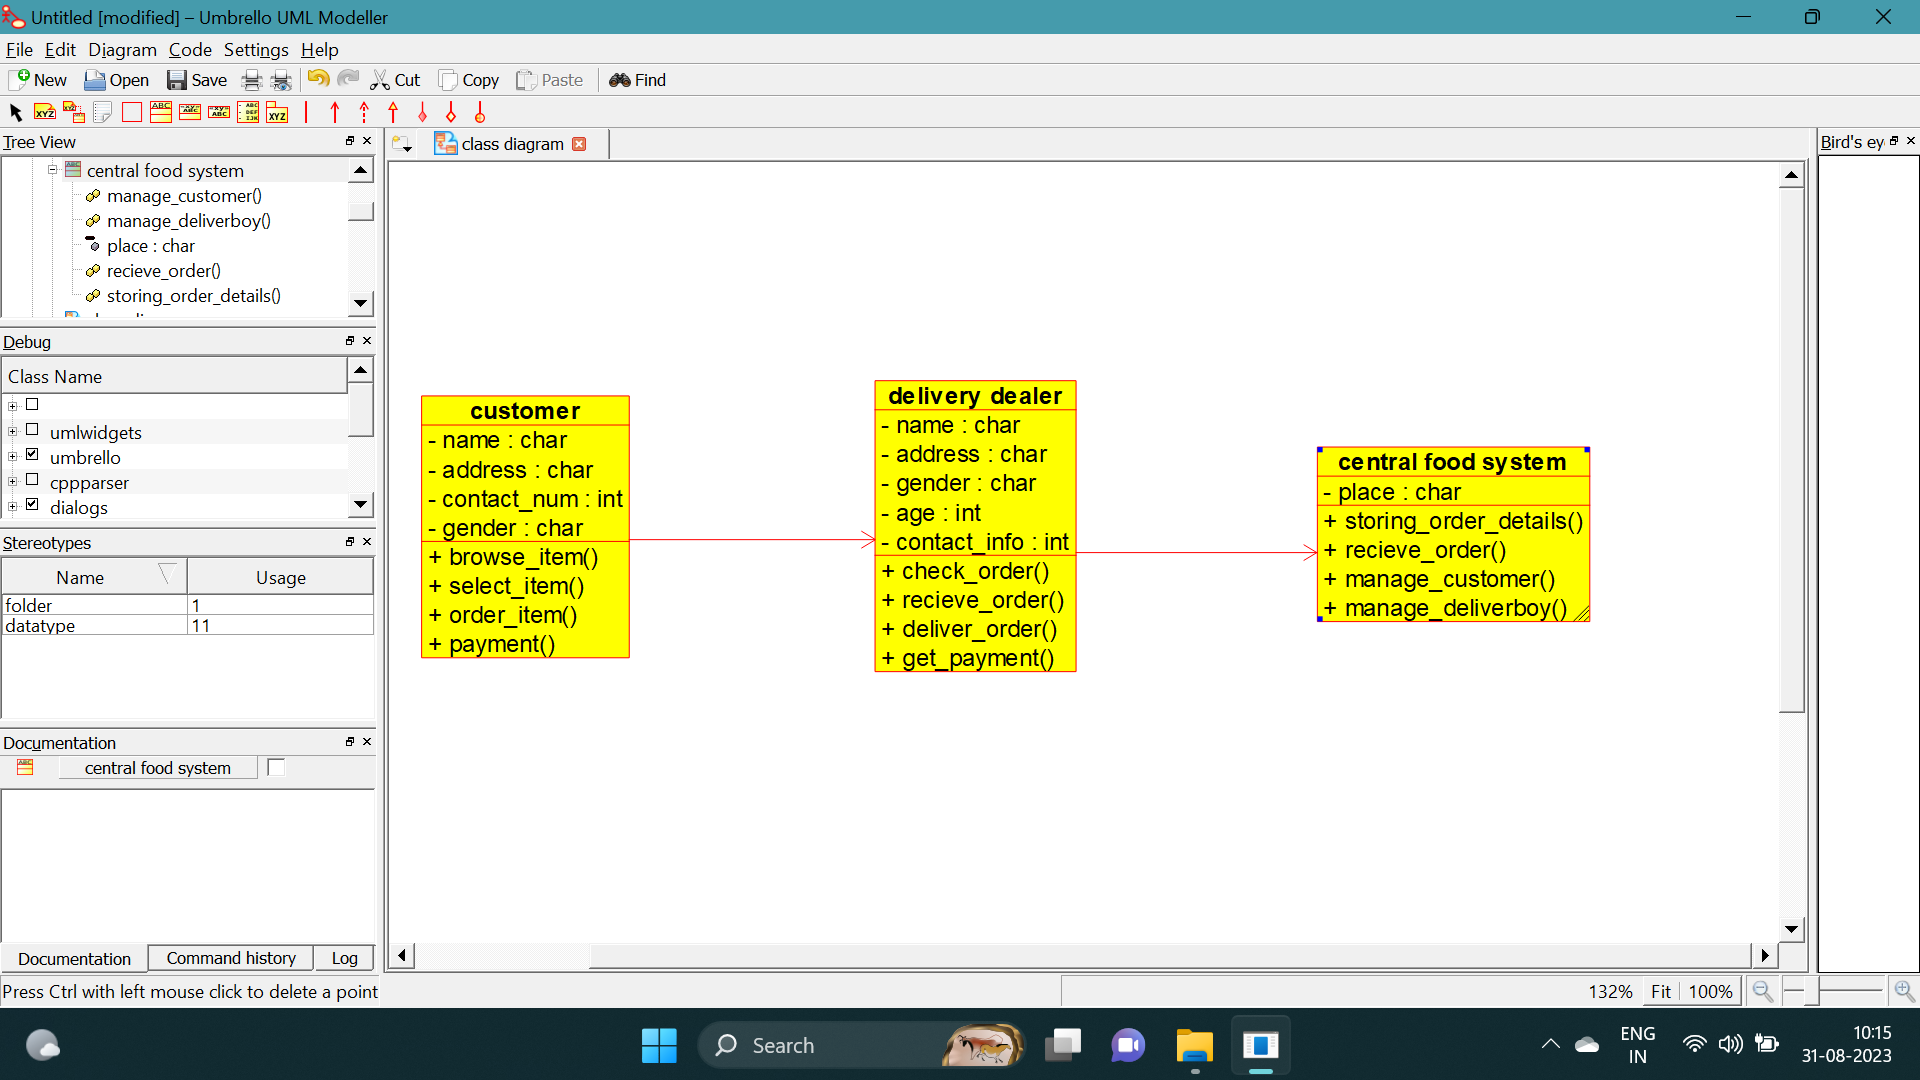 Untitled [modified] – Umbrello UML Modeller
File Edit Diagram Code Settings Help
New Open Save Cut Copy Paste Find
Tree View
central food system
manage_customer()
manage_deliverboy()
place : char
recieve_order()
storing_order_details()
Debug
Class Name
umlwidgets
umbrello
cppparser
dialogs
Stereotypes
Name Usage
folder 1
datatype 11
Documentation
central food system
Documentation Command history Log
Press Ctrl with left mouse click to delete a point
class diagram
customer
- name : char
- address : char
- contact_num : int
- gender : char
+ browse_item()
+ select_item()
+ order_item()
+ payment()
delivery dealer
- name : char
- address : char
- gender : char
- age : int
- contact_info : int
+ check_order()
+ recieve_order()
+ deliver_order()
+ get_payment()
central food system
- place : char
+ storing_order_details()
+ recieve_order()
+ manage_customer()
+ manage_deliverboy()
Bird's ey
132% Fit 100%
Search
ENG
IN
10:15
31-08-2023